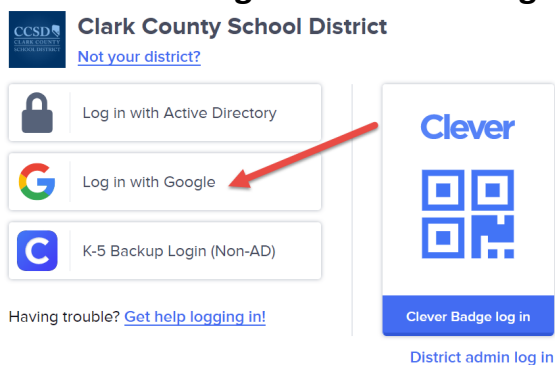 CCSD
CLARK COUNTY
SCHOOL DISTRICT
Clark County School District
Not your district?
Log in with Active Directory
Log in with Google
K-5 Backup Login (Non-AD)
Having trouble? Get help logging in!
Clever
Clever Badge log in
District admin log in